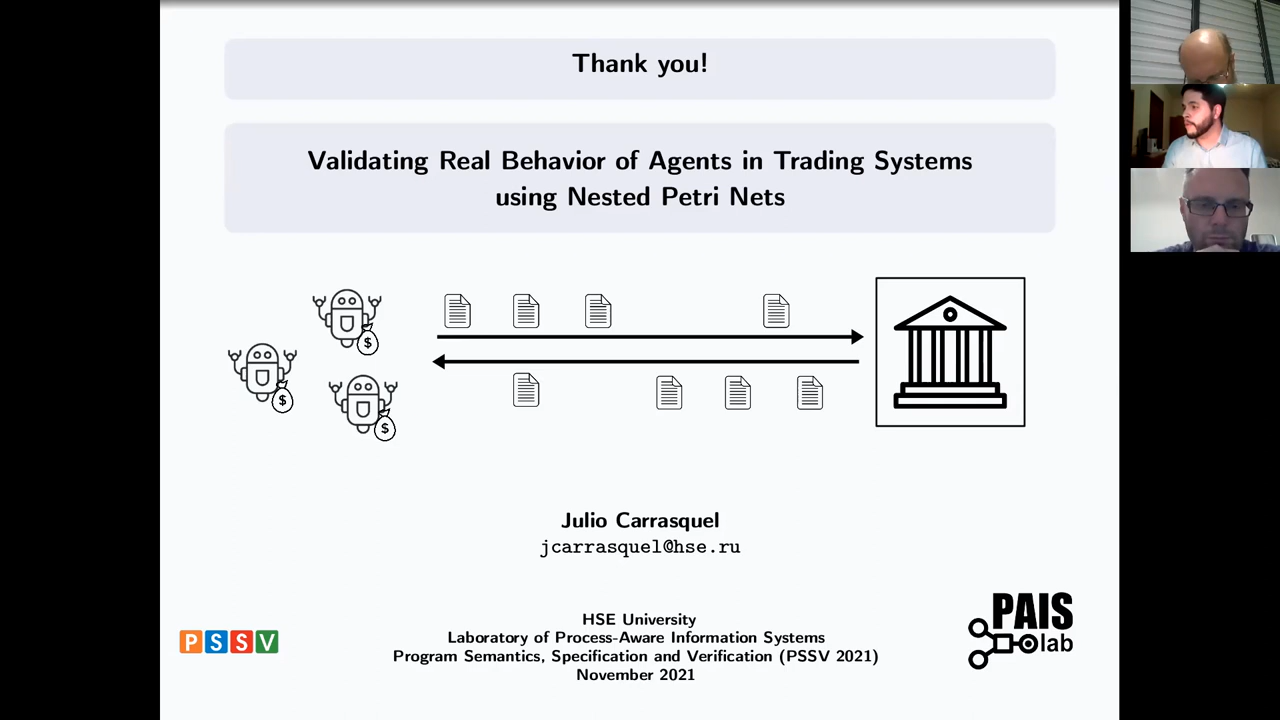 Thank you!
Validating Real Behavior of Agents in Trading Systems
using Nested Petri Nets
$
$
$
Julio Carrasquel
jcarrasquel@hse.ru
HSE University
Laboratory of Process-Aware Information Systems
Program Semantics, Specification and Verification (PSSV 2021)
November 2021
PSSV
PAIS
lab